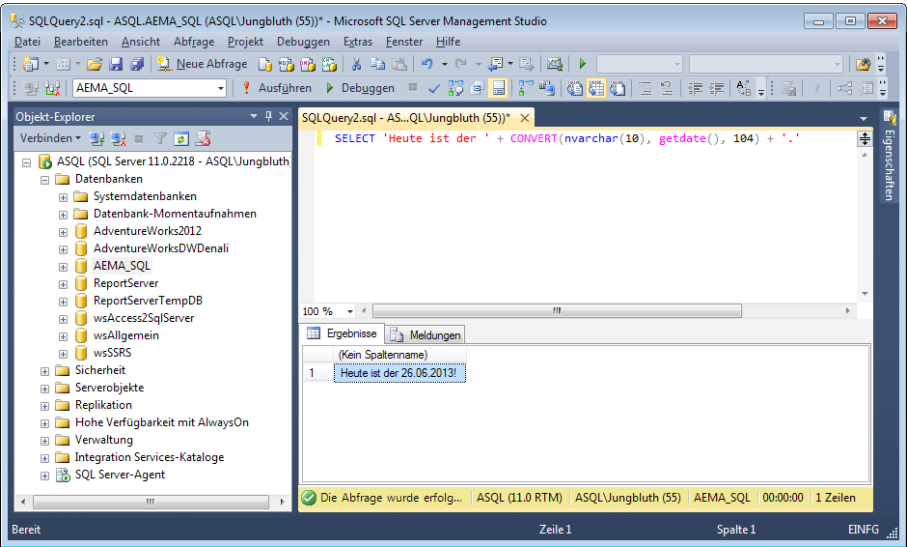 SQLQuery2.sql - ASQL.AEMA_SQL (ASQL\Jungbluth (55))* - Microsoft SQL Server Management Studio
Datei Bearbeiten Ansicht Abfrage Projekt Debuggen Extras Fenster Hilfe
Neue Abfrage
AEMA_SQL Ausführen Debuggen
Objekt-Explorer
Verbinden
ASQL (SQL Server 11.0.2218 - ASQL\Jungbluth
Datenbanken
Systemdatenbanken
Datenbank-Momentaufnahmen
AdventureWorks2012
AdventureWorksDWDenali
AEMA_SQL
ReportServer
ReportServerTempDB
wsAccess2SqlServer
wsAllgemein
wsSSRS
Sicherheit
Serverobjekte
Replikation
Hohe Verfügbarkeit mit AlwaysOn
Verwaltung
Integration Services-Kataloge
SQL Server-Agent
SQLQuery2.sql - AS...QL\Jungbluth (55))*
SELECT 'Heute ist der ' + CONVERT(nvarchar(10), getdate(), 104) + '.'
100 %
Ergebnisse Meldungen
(Kein Spaltenname)
1 Heute ist der 26.06.2013!
Die Abfrage wurde erfolg... ASQL (11.0 RTM) ASQL\Jungbluth (55) AEMA_SQL 00:00:00 1 Zeilen
Eigenschaften
Bereit Zeile 1 Spalte 1 EINFG